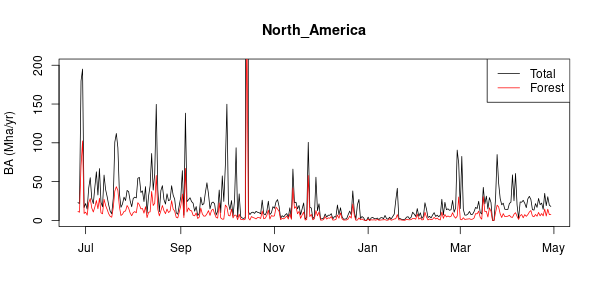 North_America
BA (Mha/yr)
200
150
100
50
0
Total
Forest
Jul
Sep
Nov
Jan
Mar
May